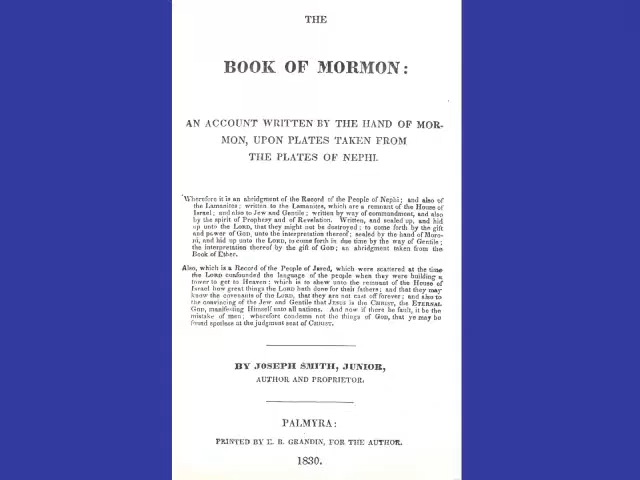 THE
BOOK OF MORMON:
AN ACCOUNT WRITTEN BY THE HAND OF MOR-
MON, UPON PLATES TAKEN FROM
THE PLATES OF NEPHI.
Wherefore it is an abridgment of the Record of the People of Nephi; and also of
the Lamanites; written to the Lamanites, which are a remnant of the House of
Israel; and also to Jew and Gentile; written by way of commandment, and also
by the spirit of Prophesy and of Revelation. Written, and sealed up, and hid
up unto the LORD, that they might not be destroyed; to come forth by the gift
and power of GOD, unto the interpretation thereof; sealed by the hand of Moro-
ni, and hid up unto the LORD, to come forth in due time by the way of Gentile;
the interpretation thereof by the gift of GOD; an abridgment taken from the
Book of Ether.
Also, which is a Record of the People of Jared, which were scattered at the time
the LORD confounded the language of the people when they were building a
tower to get to Heaven: which is to shew unto the remnant of the House of
Israel how great things the LORD hath done for their fathers; and that they may
know the covenants of the LORD, that they are not cast off forever; and also to
the convincing of the Jew and Gentile that JESUS is the CHRIST, the ETERNAL
GOD, manifesting Himself unto all nations. And now if there be fault, it be the
mistake of men; wherefore condemn not the things of GOD, that ye may be
found spotless at the judgment seat of CHRIST.
BY JOSEPH SMITH, JUNIOR,
AUTHOR AND PROPRIETOR.
PALMYRA:
PRINTED BY E. B. GRANDIN, FOR THE AUTHOR.
1830.